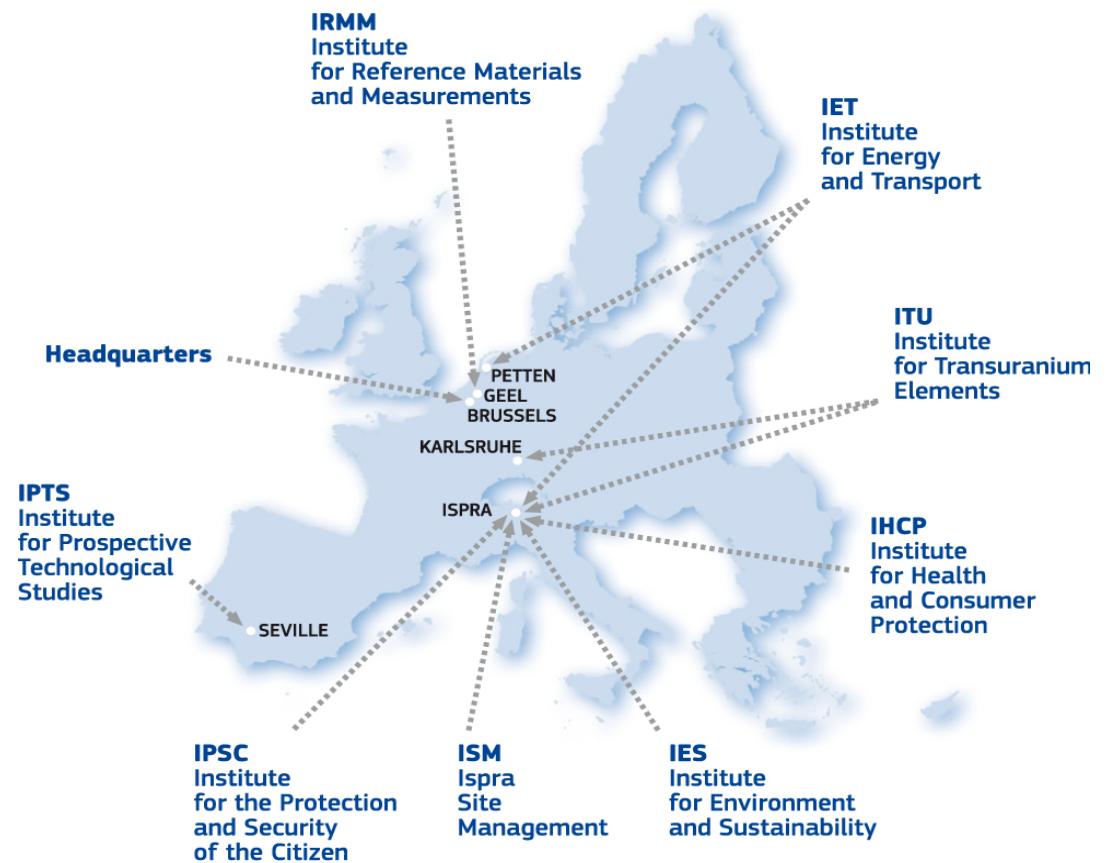 IRMM
Institute
for Reference Materials
and Measurements
IET
Institute
for Energy
and Transport
ITU
Institute
for Transuranium
Elements
Headquarters
PETTEN
GEEL
BRUSSELS
KARLSRUHE
ISPRA
IPTS
Institute
for Prospective
Technological
Studies
SEVILLE
IHCP
Institute
for Health
and Consumer
Protection
IPSC
Institute
for the Protection
and Security
of the Citizen
ISM
Ispra
Site
Management
IES
Institute
for Environment
and Sustainability